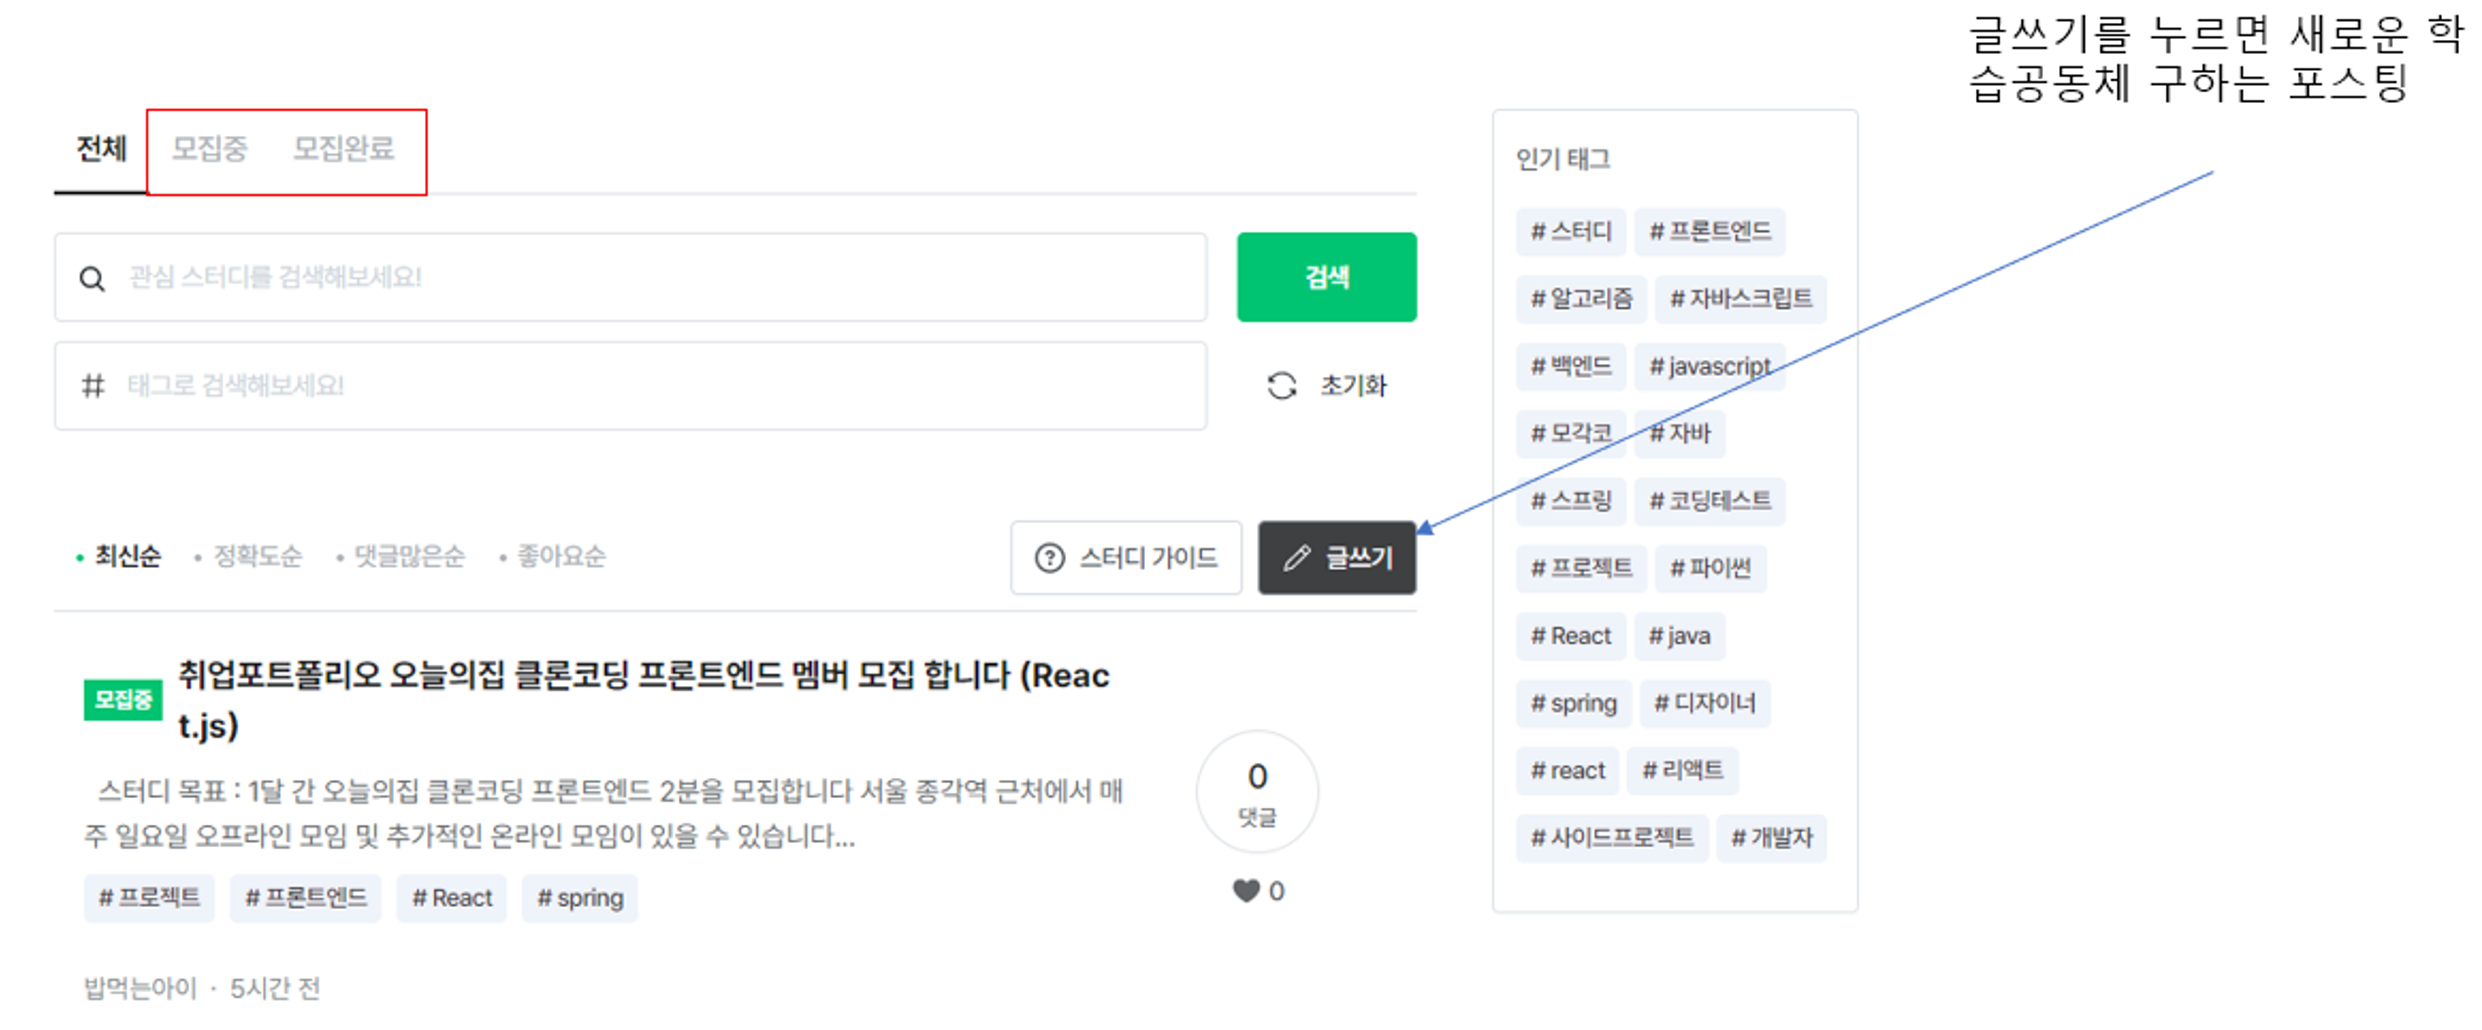 글쓰기를 누르면 새로운 학
습공동체 구하는 포스팅
전체 모집중 모집완료
관심 스터디를 검색해보세요!
검색
# 태그로 검색해보세요!
초기화
• 최신순 • 정확도순 • 댓글많은순 • 좋아요순
스터디 가이드
글쓰기
모집중
취업포트폴리오 오늘의집 클론코딩 프론트엔드 멤버 모집 합니다 (Reac
t.js)
스터디 목표 : 1달 간 오늘의집 클론코딩 프론트엔드 2분을 모집합니다 서울 종각역 근처에서 매
주 일요일 오프라인 모임 및 추가적인 온라인 모임이 있을 수 있습니다...
# 프로젝트 # 프론트엔드 # React # spring
0
댓글
0
밥먹는아이 · 5시간 전
인기 태그
# 스터디 # 프론트엔드
# 알고리즘 # 자바스크립트
# 백엔드 # javascript
# 모각코 # 자바
# 스프링 # 코딩테스트
# 프로젝트 # 파이썬
# React # java
# spring # 디자이너
# react # 리액트
# 사이드프로젝트 # 개발자